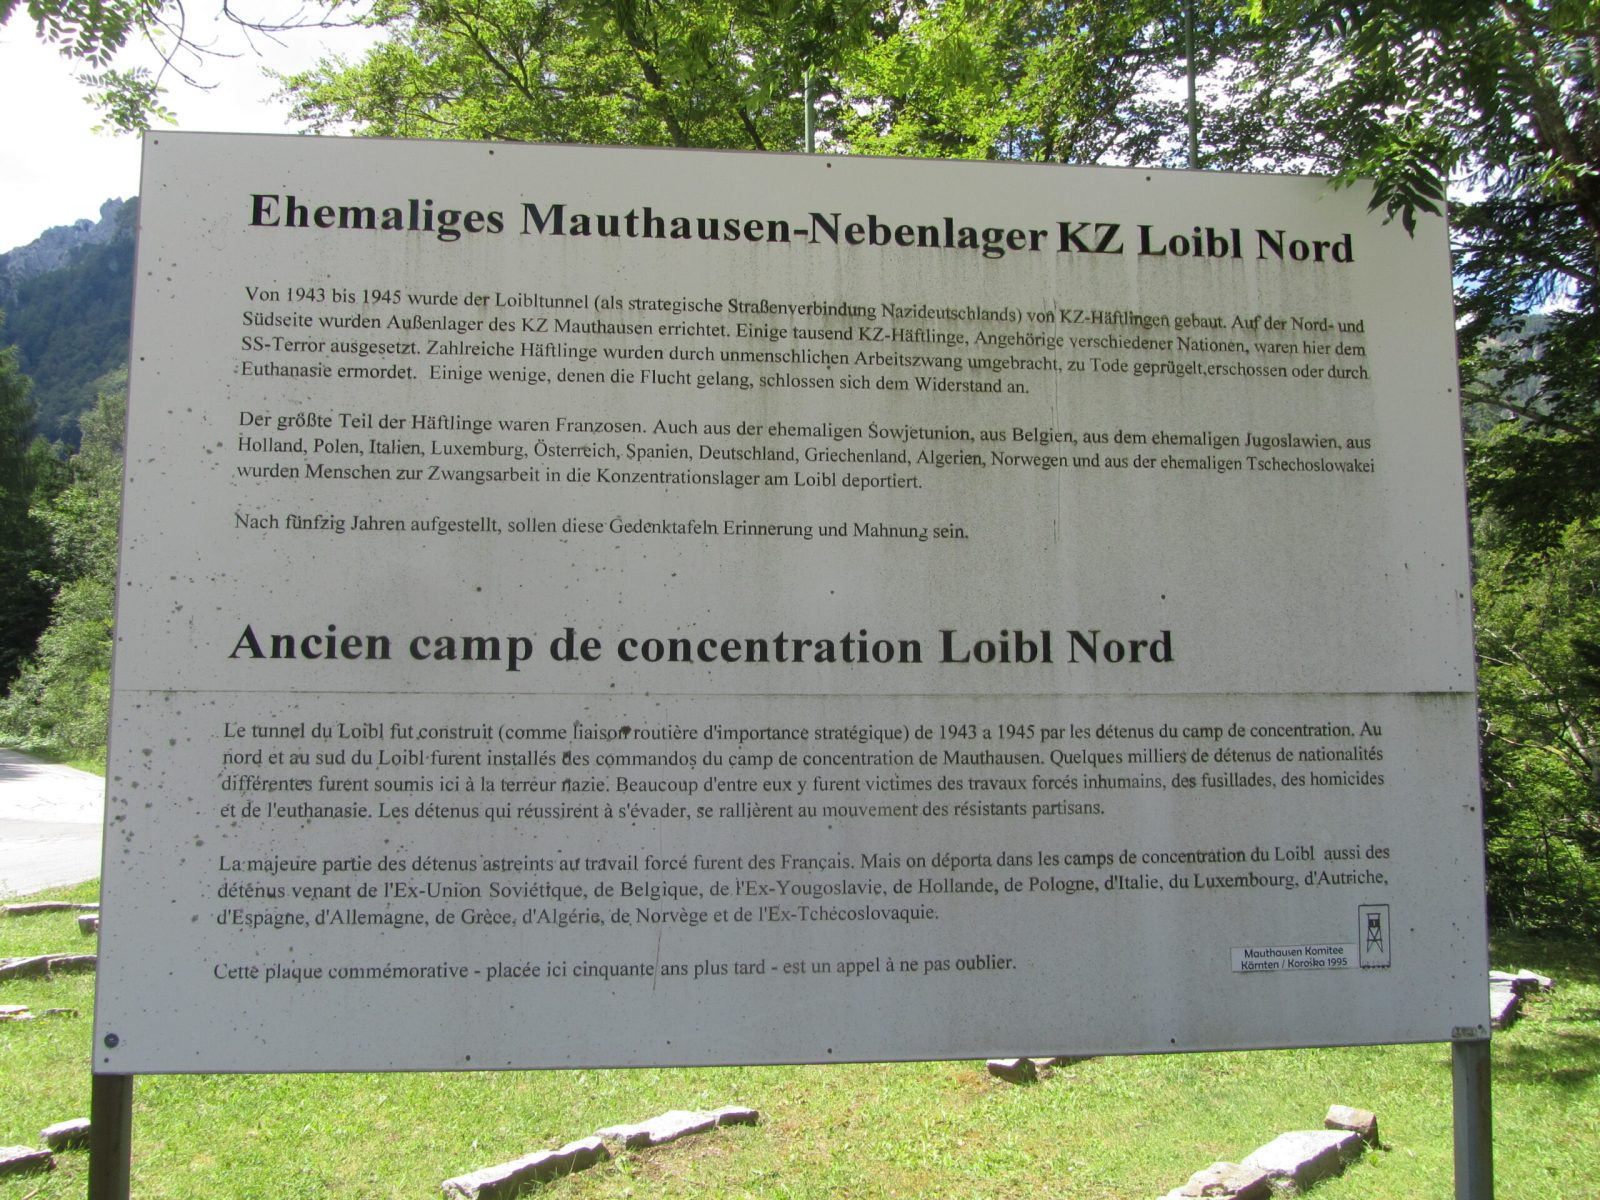 Ehemaliges Mauthausen-Nebenlager KZ Loibl Nord
Von 1943 bis 1945 wurde der Loibltunnel (als strategische Straßenverbindung Nazideutschlands) von KZ-Häftlingen gebaut. Auf der Nord- und
Südseite wurden Außenlager des KZ Mauthausen errichtet. Einige tausend KZ-Häftlinge, Angehörige verschiedener Nationen, waren hier dem
SS-Terror ausgesetzt. Zahlreiche Häftlinge wurden durch unmenschlichen Arbeitszwang umgebracht, zu Tode geprügelt,erschossen oder durch
Euthanasie ermordet. Einige wenige, denen die Flucht gelang, schlossen sich dem Widerstand an.
Der größte Teil der Häftlinge waren Franzosen. Auch aus der ehemaligen Sowjetunion, aus Belgien, aus dem ehemaligen Jugoslawien, aus
Holland, Polen, Italien, Luxemburg, Österreich, Spanien, Deutschland, Griechenland, Algerien, Norwegen und aus der ehemaligen Tschechoslowakei
wurden Menschen zur Zwangsarbeit in die Konzentrationslager am Loibl deportiert.
Nach fünfzig Jahren aufgestellt, sollen diese Gedenktafeln Erinnerung und Mahnung sein.
Ancien camp de concentration Loibl Nord
Le tunnel du Loibl fut construit (comme liaison routière d'importance stratégique) de 1943 a 1945 par les détenus du camp de concentration. Au
nord et au sud du Loibl furent installés des commandos du camp de concentration de Mauthausen. Quelques milliers de détenus de nationalités
différentes furent soumis ici à la terreur nazie. Beaucoup d'entre eux y furent victimes des travaux forcés inhumains, des fusillades, des homicides
et de l'euthanasie. Les détenus qui réussirent à s'évader, se rallièrent au mouvement des résistants partisans.
La majeure partie des détenus astreints au travail forcé furent des Français. Mais on déporta dans les camps de concentration du Loibl aussi des
détenus venant de l'Ex-Union Soviétique, de Belgique, de l'Ex-Yougoslavie, de Hollande, de Pologne, d'Italie, du Luxembourg, d'Autriche,
d'Espagne, d'Allemagne, de Grèce, d'Algérie, de Norvège et de l'Ex-Tchécoslovaquie.
Cette plaque commémorative - placée ici cinquante ans plus tard - est un appel à ne pas oublier.
Mauthausen Komitee
Kärnten / Koroška 1995